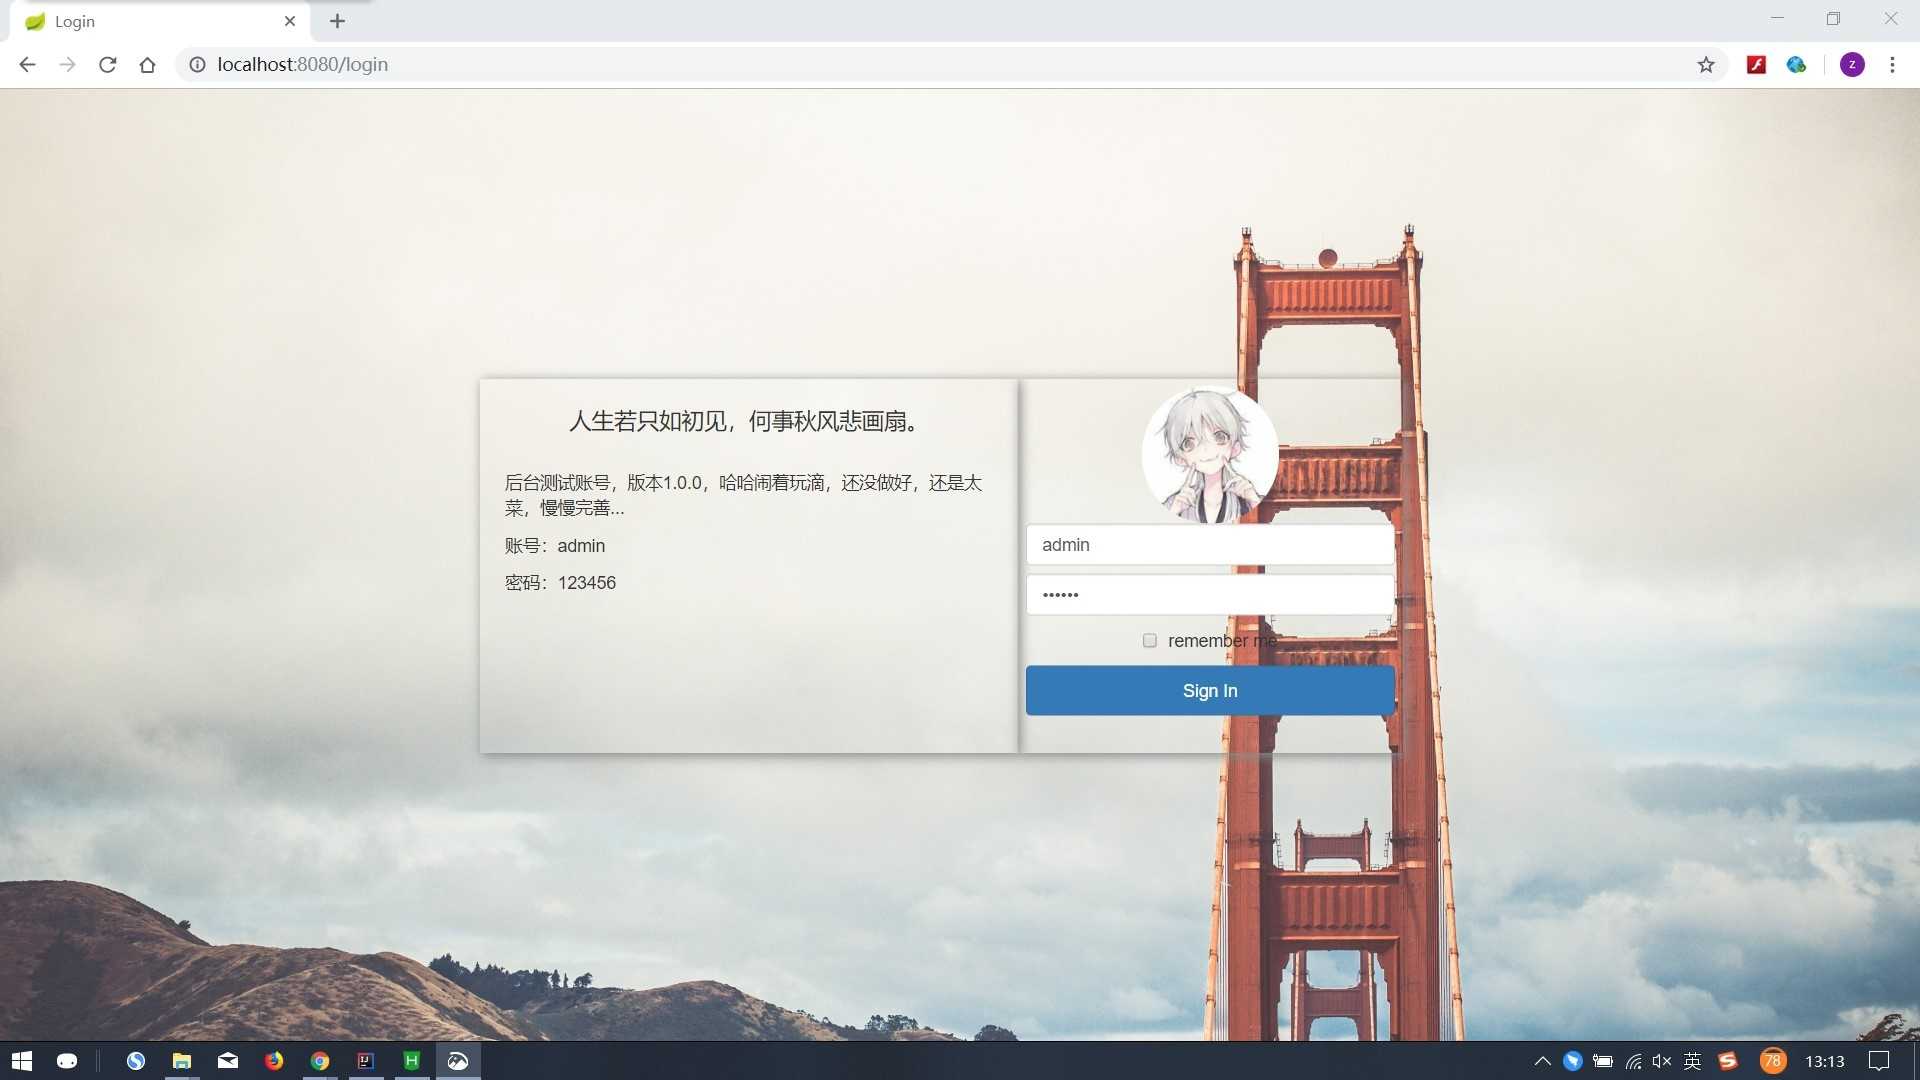 Login
localhost:8080/login
z
人生若只如初见，何事秋风悲画扇。
后台测试账号，版本1.0.0，哈哈闹着玩滴，还没做好，还是太
菜，慢慢完善...
账号：admin
密码：123456
admin
••••••
remember me
Sign In
英
78
13:13